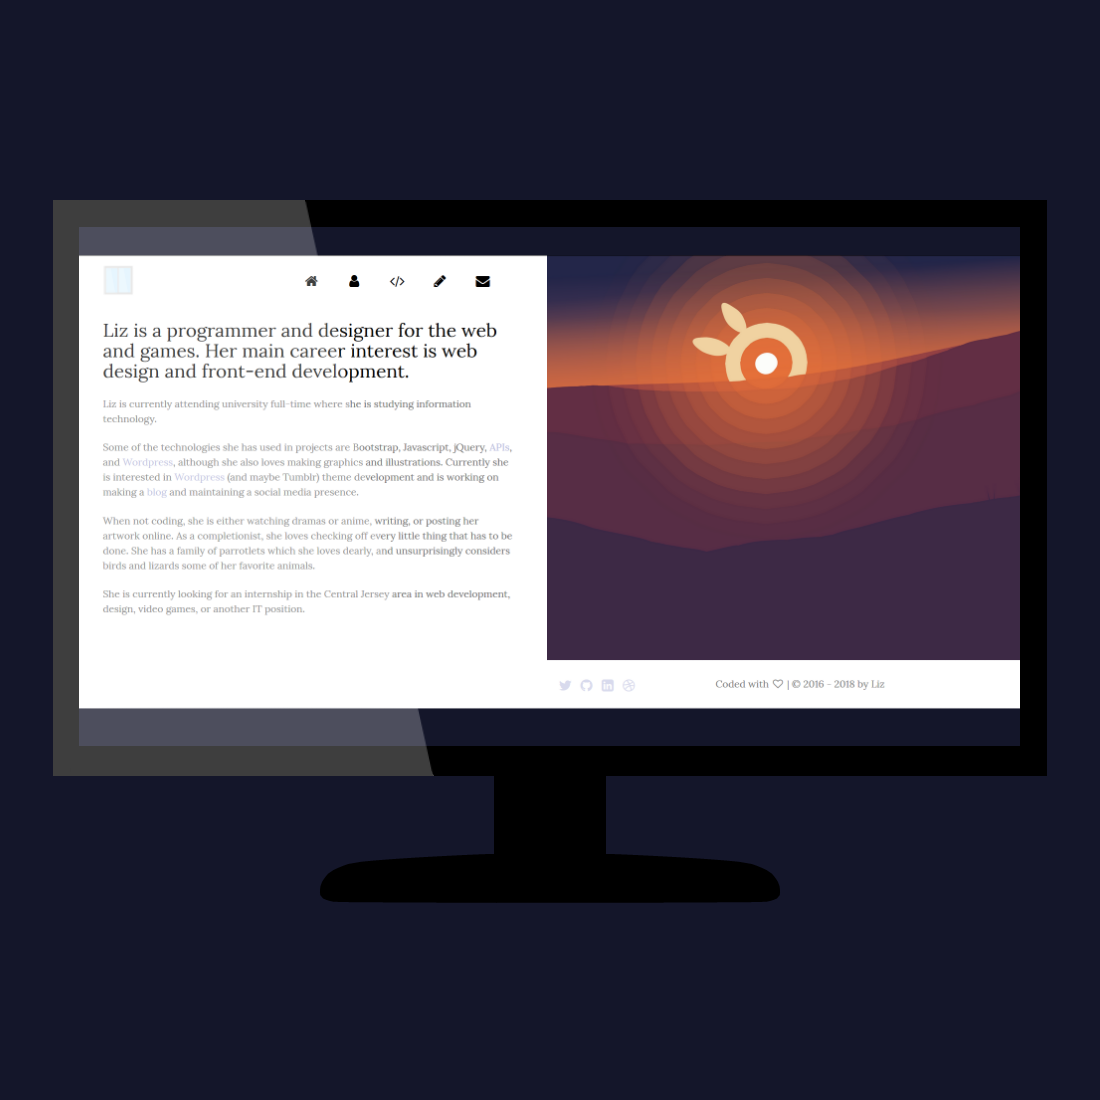 Liz is a programmer and designer for the web
and games. Her main career interest is web
design and front-end development.
Liz is currently attending university full-time where she is studying information
technology.
Some of the technologies she has used in projects are Bootstrap, Javascript, jQuery, APIs,
and Wordpress, although she also loves making graphics and illustrations. Currently she
is interested in Wordpress (and maybe Tumblr) theme development and is working on
making a blog and maintaining a social media presence.
When not coding, she is either watching dramas or anime, writing, or posting her
artwork online. As a completionist, she loves checking off every little thing that has to be
done. She has a family of parrotlets which she loves dearly, and unsurprisingly considers
birds and lizards some of her favorite animals.
She is currently looking for an internship in the Central Jersey area in web development,
design, video games, or another IT position.
Coded with ♡ | © 2016 - 2018 by Liz